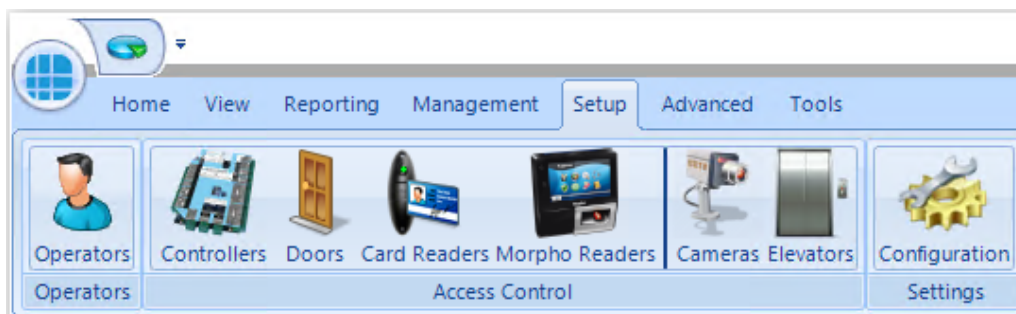 Home View Reporting Management Setup Advanced Tools
Operators Controllers Doors Card Readers Morpho Readers Cameras Elevators Configuration
Operators Access Control Settings